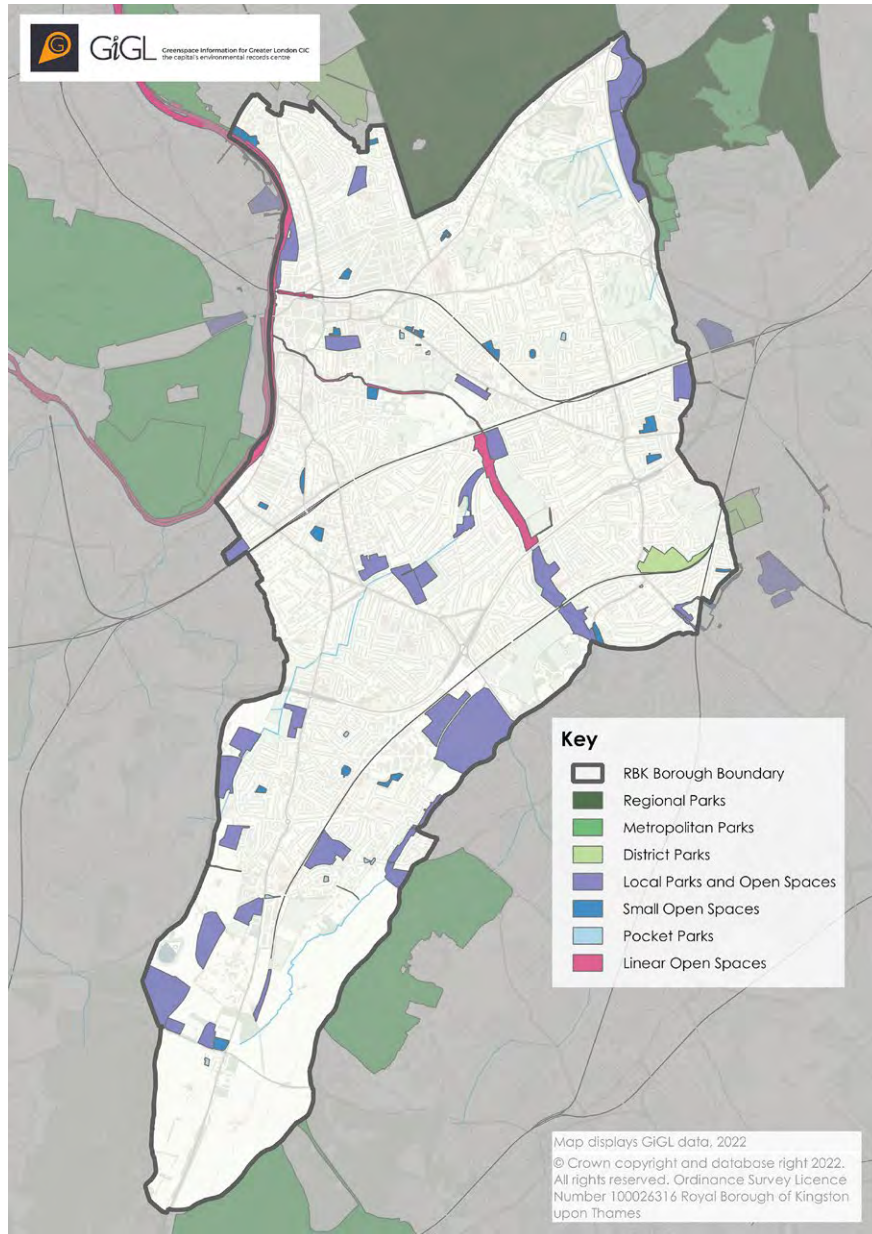 GiGL
Greenspace Information for Greater London CIC
the capital's environmental records centre
Key
RBK Borough Boundary
Regional Parks
Metropolitan Parks
District Parks
Local Parks and Open Spaces
Small Open Spaces
Pocket Parks
Linear Open Spaces
Map displays GiGL data, 2022
© Crown copyright and database right 2022.
All rights reserved. Ordinance Survey Licence
Number 100026316 Royal Borough of Kingston
upon Thames